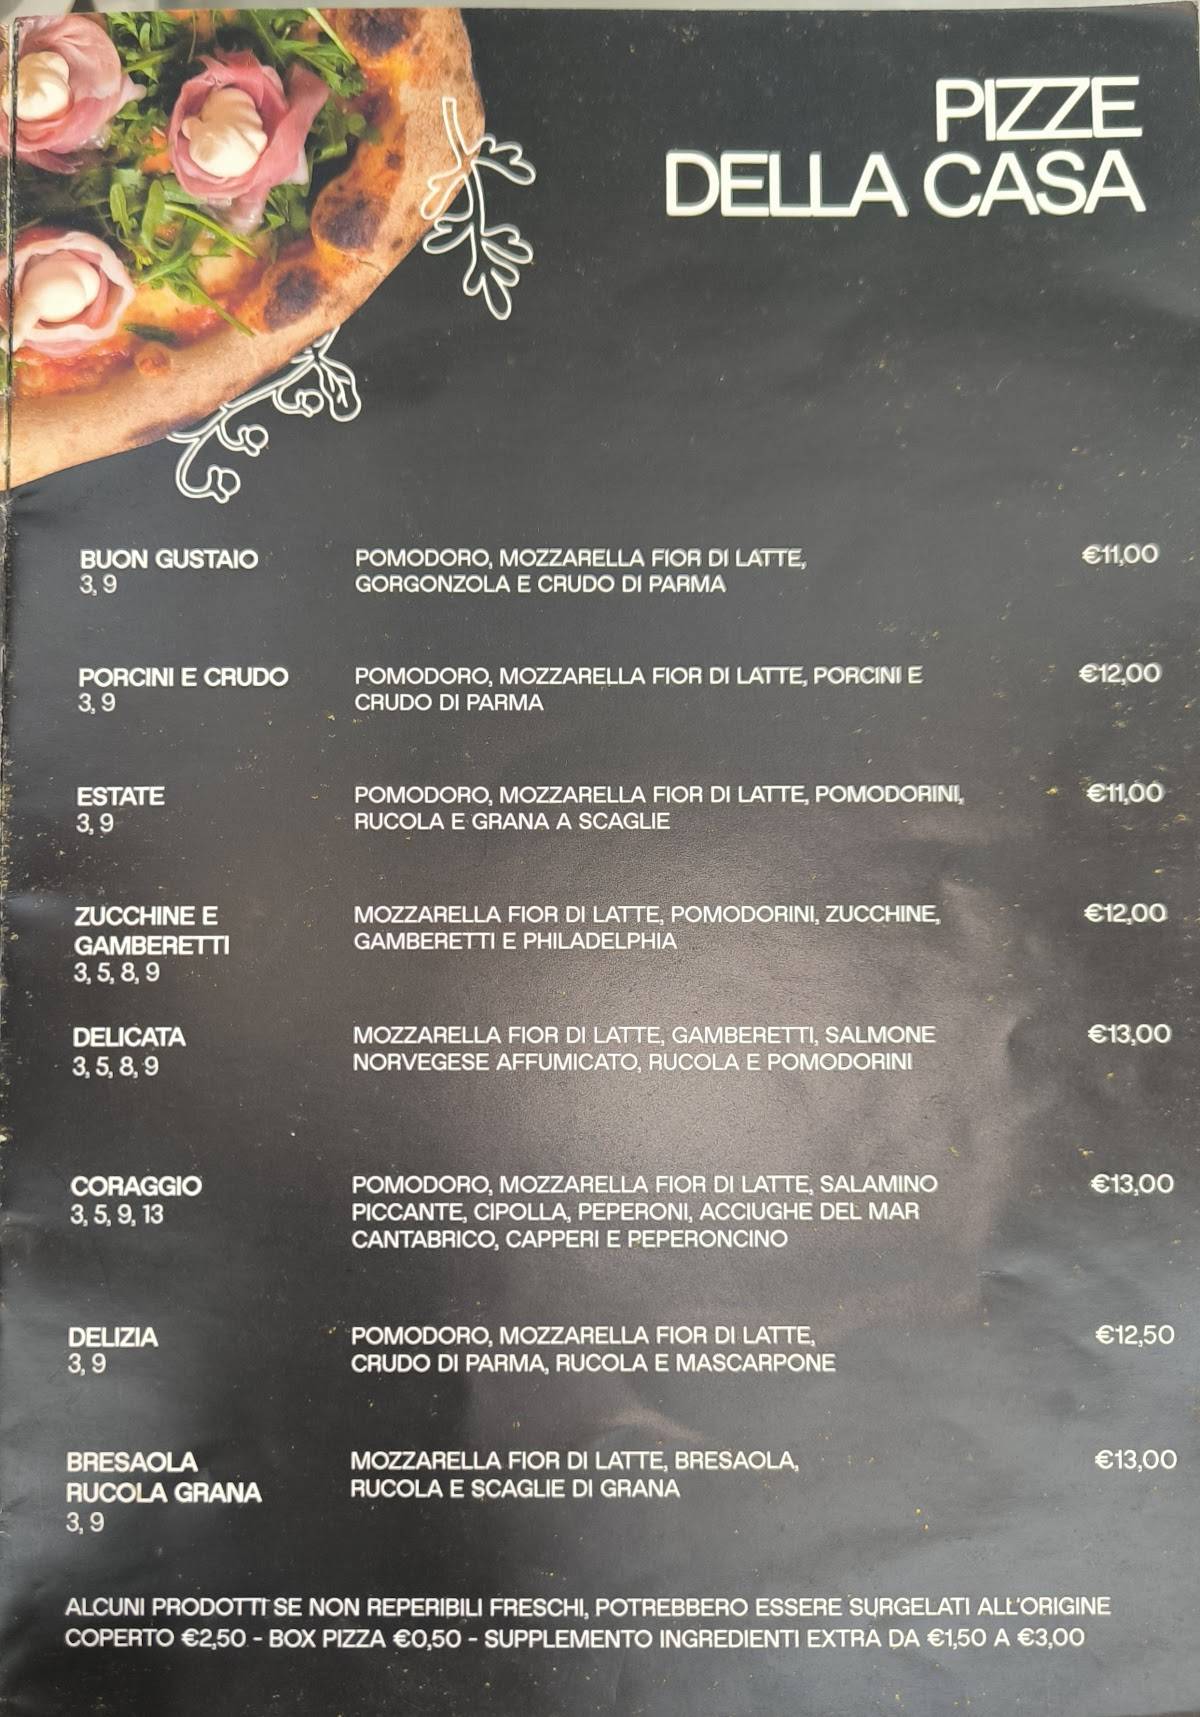 PIZZE
DELLA CASA
BUON GUSTAIO
3, 9
POMODORO, MOZZARELLA FIOR DI LATTE,
GORGONZOLA E CRUDO DI PARMA
€11,00
PORCINI E CRUDO
3, 9
POMODORO, MOZZARELLA FIOR DI LATTE, PORCINI E
CRUDO DI PARMA
€12,00
ESTATE
3, 9
POMODORO, MOZZARELLA FIOR DI LATTE, POMODORINI,
RUCOLA E GRANA A SCAGLIE
€11,00
ZUCCHINE E
GAMBERETTI
3, 5, 8, 9
MOZZARELLA FIOR DI LATTE, POMODORINI, ZUCCHINE,
GAMBERETTI E PHILADELPHIA
€12,00
DELICATA
3, 5, 8, 9
MOZZARELLA FIOR DI LATTE, GAMBERETTI, SALMONE
NORVEGESE AFFUMICATO, RUCOLA E POMODORINI
€13,00
CORAGGIO
3, 5, 9, 13
POMODORO, MOZZARELLA FIOR DI LATTE, SALAMINO
PICCANTE, CIPOLLA, PEPERONI, ACCIUGHE DEL MAR
CANTABRICO, CAPPERI E PEPERONCINO
€13,00
DELIZIA
3, 9
POMODORO, MOZZARELLA FIOR DI LATTE,
CRUDO DI PARMA, RUCOLA E MASCARPONE
€12,50
BRESAOLA
RUCOLA GRANA
3, 9
MOZZARELLA FIOR DI LATTE, BRESAOLA,
RUCOLA E SCAGLIE DI GRANA
€13,00
ALCUNI PRODOTTI SE NON REPERIBILI FRESCHI, POTREBBERO ESSERE SURGELATI ALL'ORIGINE
COPERTO €2,50 - BOX PIZZA €0,50 - SUPPLEMENTO INGREDIENTI EXTRA DA €1,50 A €3,00